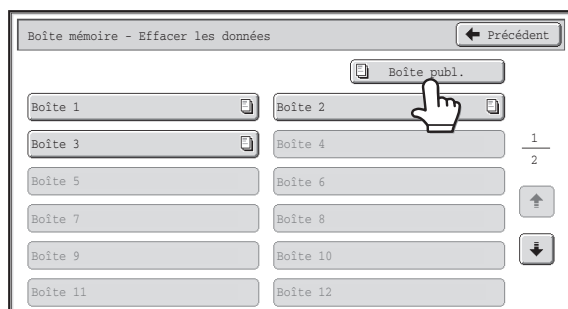 Boîte mémoire - Effacer les données
Précédent
Boîte publ.
Boîte 1
Boîte 2
Boîte 3
Boîte 4
1
2
Boîte 5
Boîte 6
Boîte 7
Boîte 8
Boîte 9
Boîte 10
Boîte 11
Boîte 12